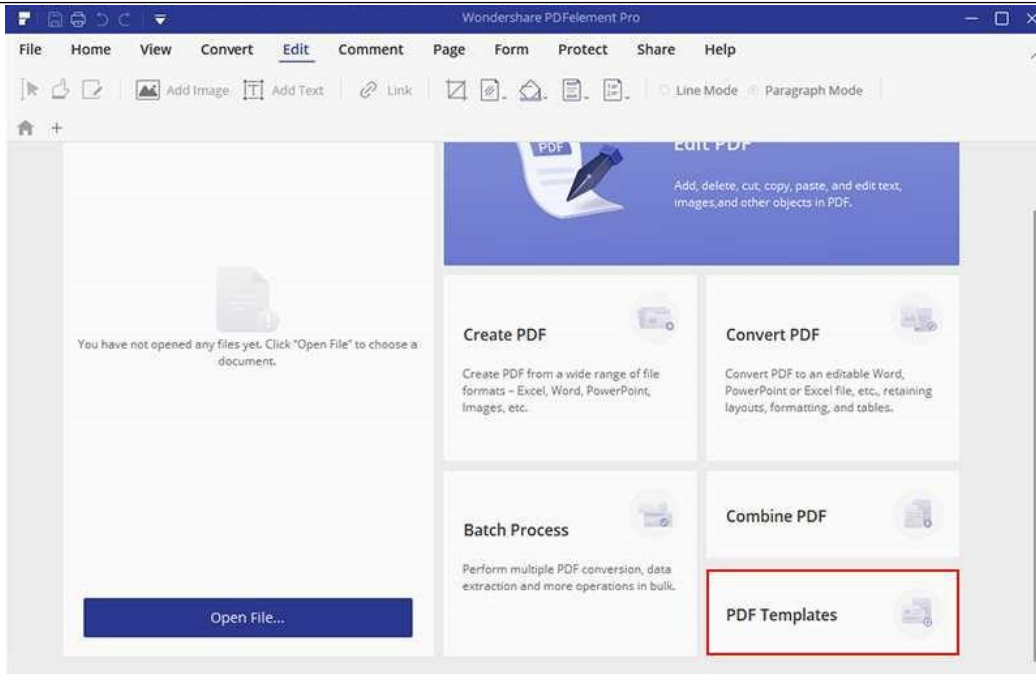 Wondershare PDFelement Pro
File Home View Convert Edit Comment Page Form Protect Share Help
Add Image T Add Text Link Line Mode Paragraph Mode
PDF
Edit PDF
Add, delete, cut, copy, paste, and edit text,
images,and other objects in PDF.
You have not opened any files yet. Click "Open File" to choose a
document.
Create PDF
Create PDF from a wide range of file
formats – Excel, Word, PowerPoint,
Images, etc.
Convert PDF
Convert PDF to an editable Word,
PowerPoint or Excel file, etc., retaining
layouts, formatting, and tables.
Batch Process
Perform multiple PDF conversion, data
extraction and more operations in bulk.
Combine PDF
PDF Templates
Open File...